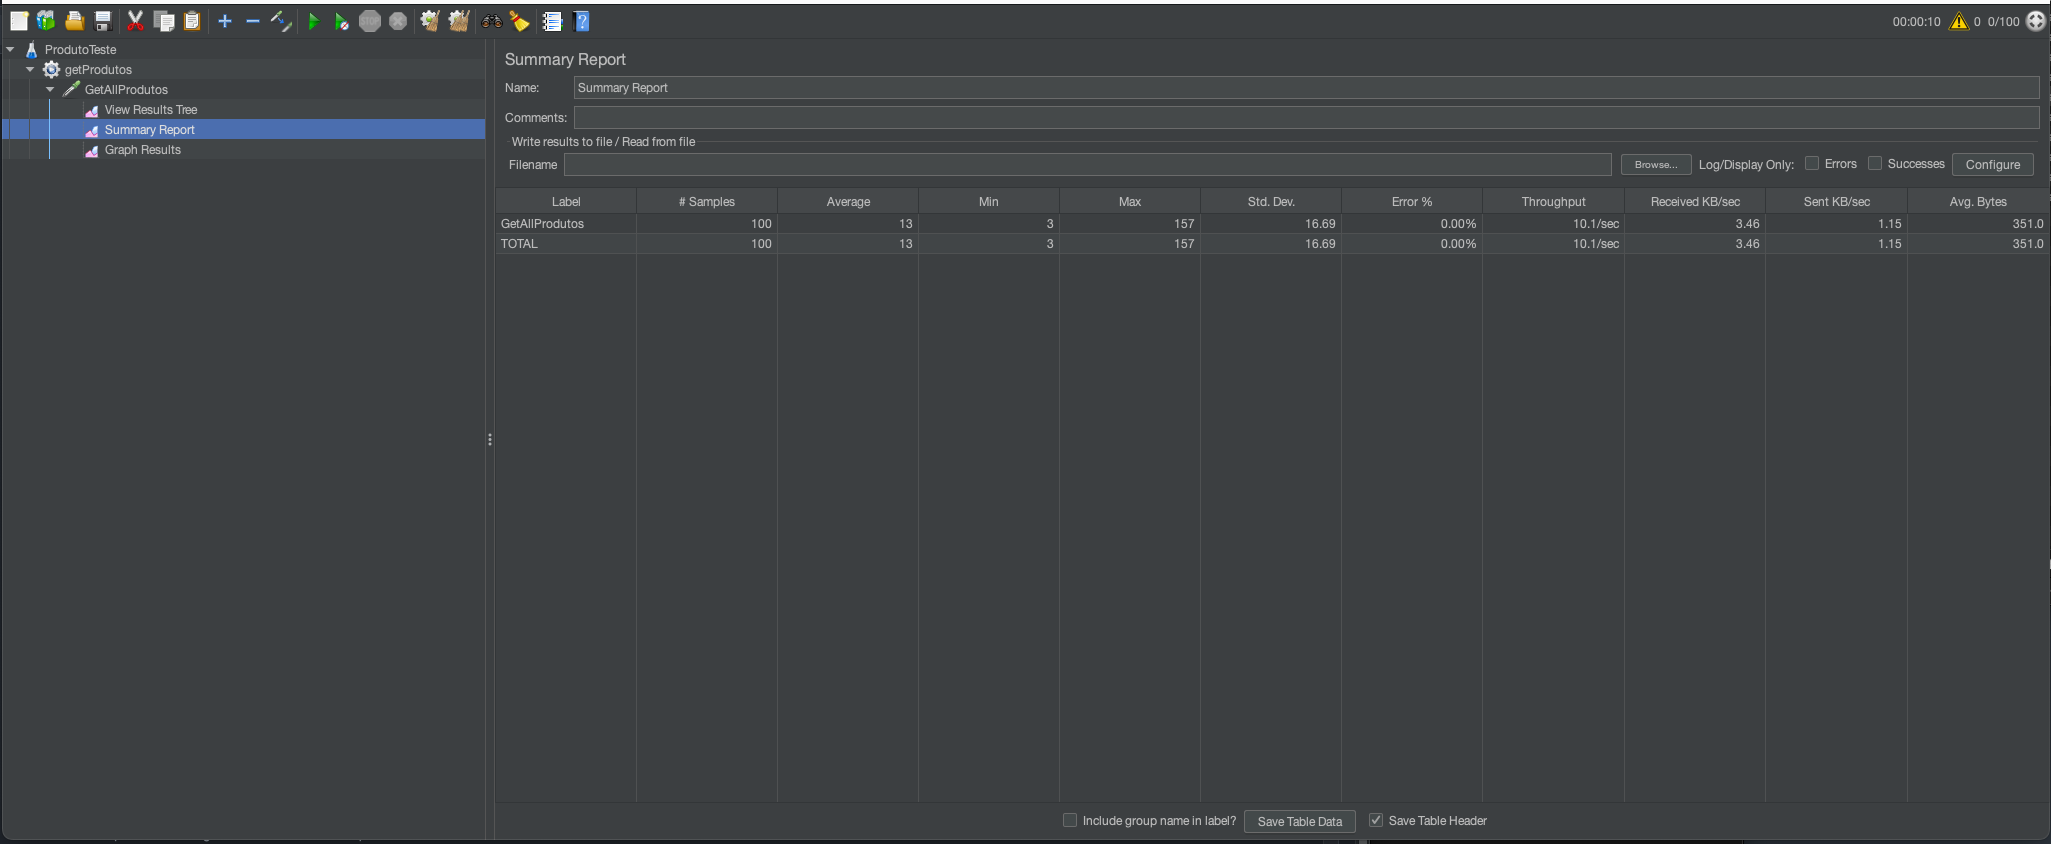 STOP
00:00:10 0 0/100
ProdutoTeste
getProdutos
GetAllProdutos
View Results Tree
Summary Report
Graph Results
Summary Report
Name: Summary Report
Comments:
Write results to file / Read from file
Filename Browse... Log/Display Only: Errors Successes Configure
Label # Samples Average Min Max Std. Dev. Error % Throughput Received KB/sec Sent KB/sec Avg. Bytes
GetAllProdutos 100 13 3 157 16.69 0.00% 10.1/sec 3.46 1.15 351.0
TOTAL 100 13 3 157 16.69 0.00% 10.1/sec 3.46 1.15 351.0
Include group name in label? Save Table Data Save Table Header